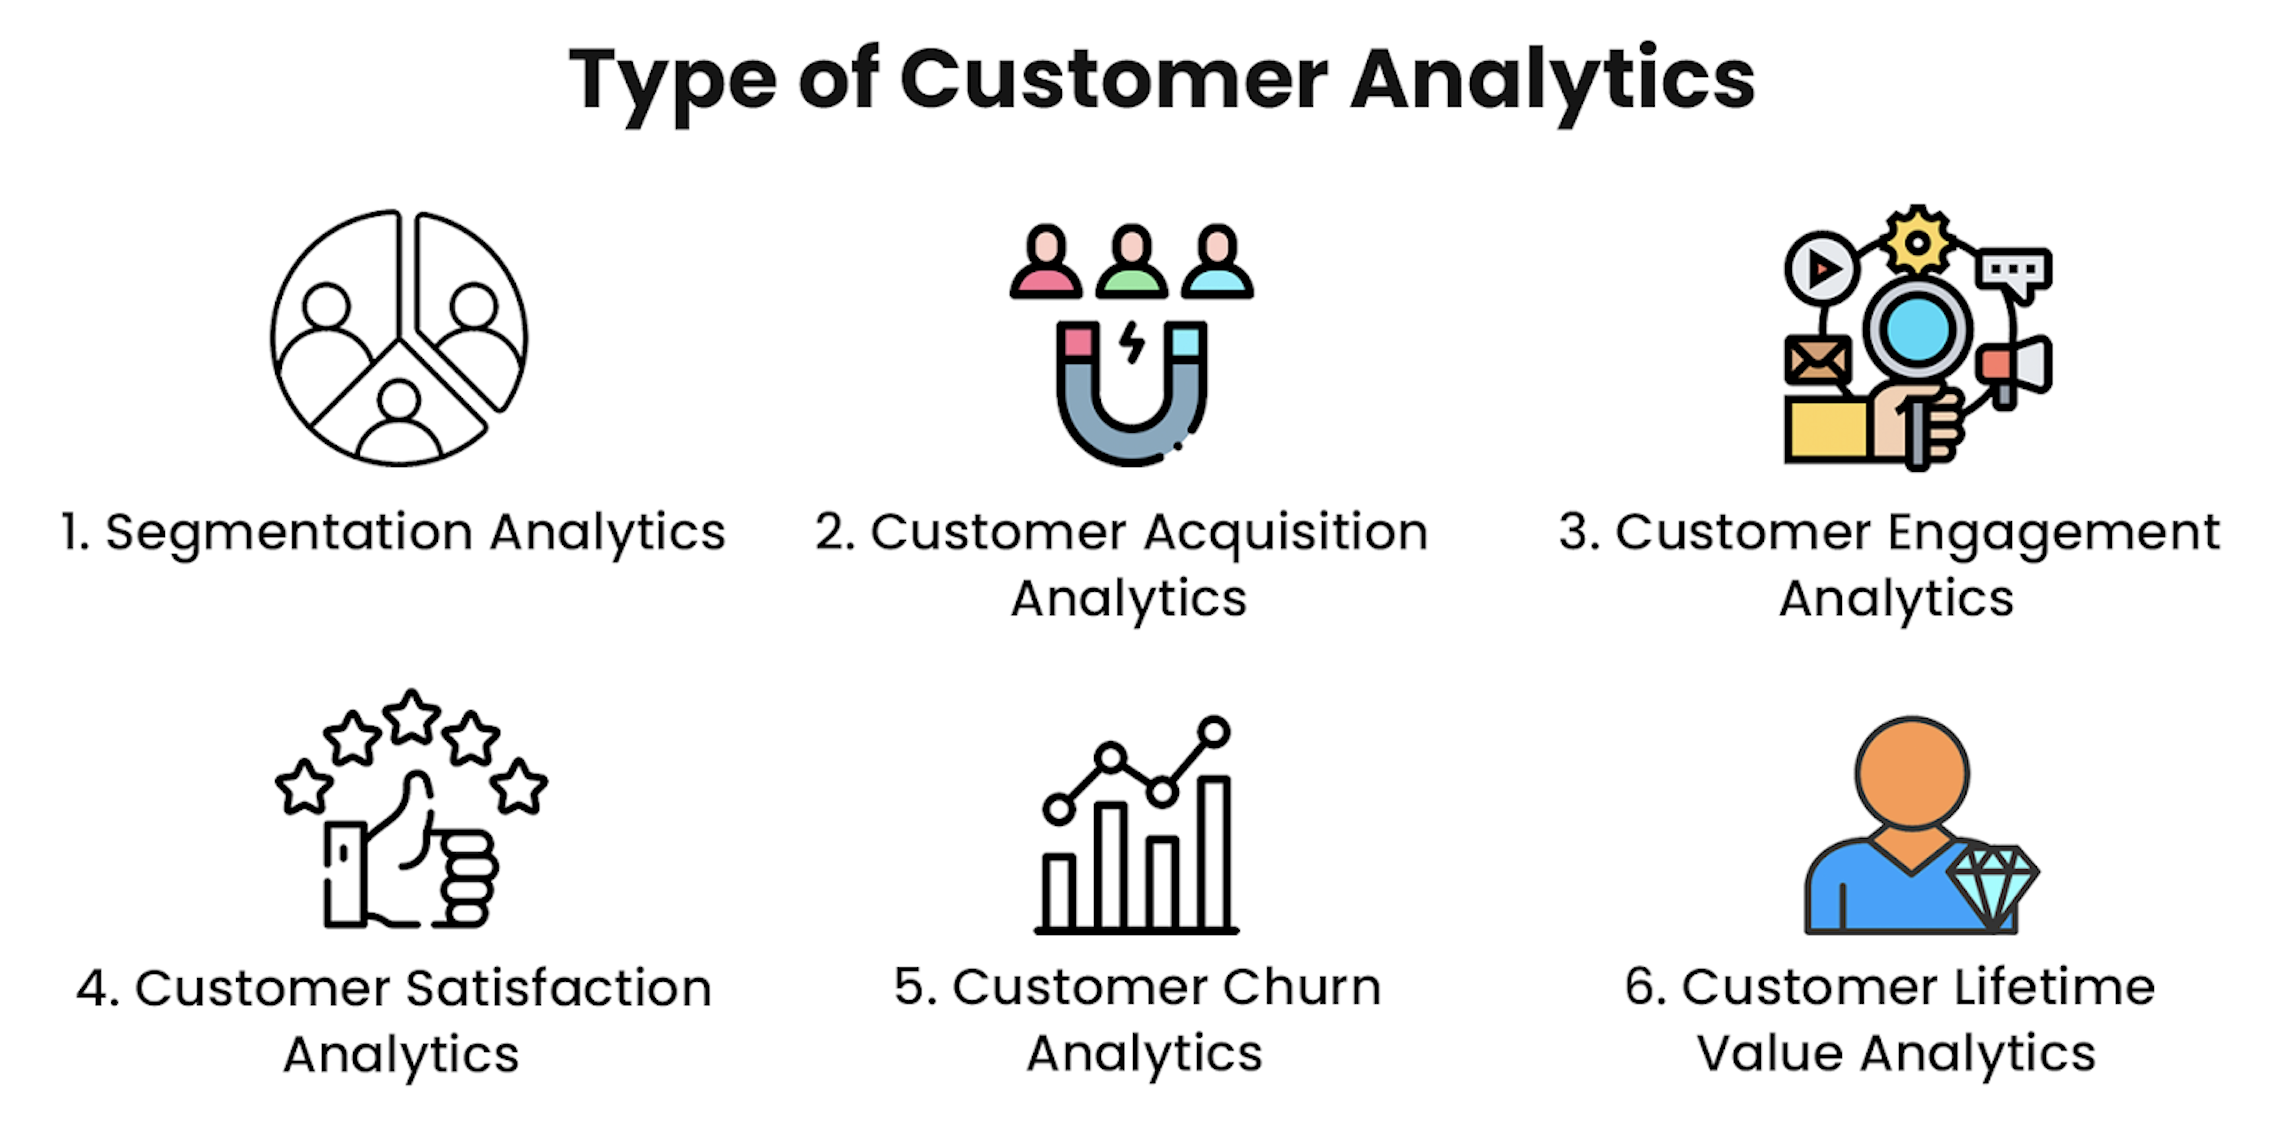 Type of Customer Analytics
1. Segmentation Analytics
2. Customer Acquisition
Analytics
3. Customer Engagement
Analytics
4. Customer Satisfaction
Analytics
5. Customer Churn
Analytics
6. Customer Lifetime
Value Analytics